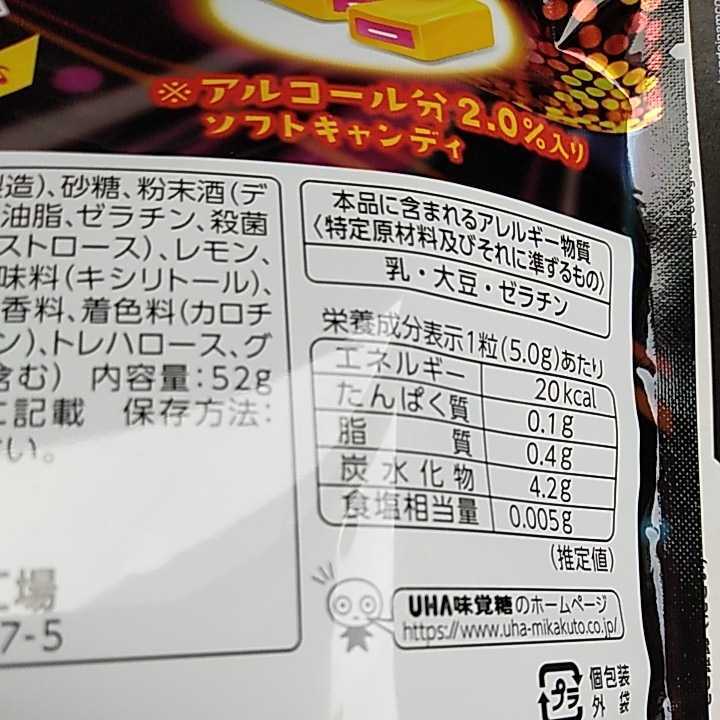 ※アルコール分2.0%入り
ソフトキャンディ
造)、砂糖、粉末酒(デ
油脂、ゼラチン、殺菌
ストロース)、レモン、
味料(キシリトール)、
香料、着色料(カロチ
ン)、トレハロース、グ
含む) 内容量:52g
に記載 保存方法:
い。
工場
7-5
本品に含まれるアレルギー物質
〈特定原材料及びそれに準ずるもの〉
乳・大豆・ゼラチン
栄養成分表示1粒(5.0g)あたり
エネルギー 20kcal
たんぱく質 0.1g
脂質 0.4g
炭水化物 4.2g
食塩相当量 0.005g
(推定値)
UHA味覚糖のホームページ
https://www.uha-mikakuto.co.jp/
プラ
個包装
外袋